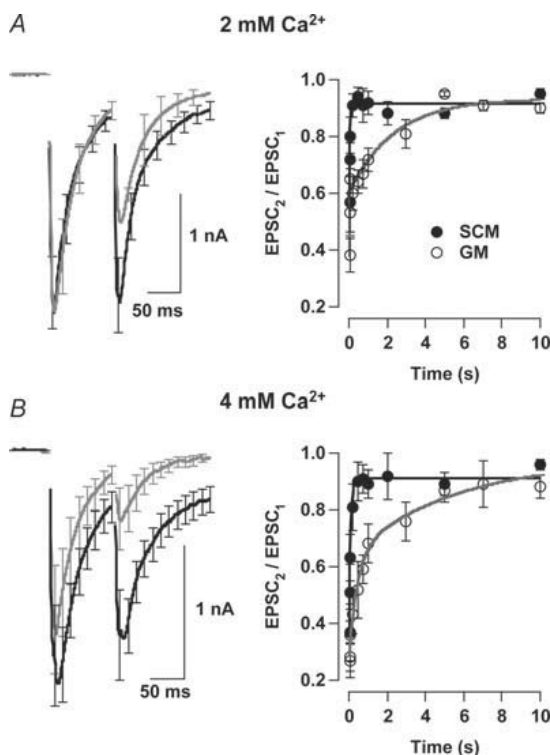 A
2 mM Ca²⁺
1 nA
50 ms
EPSC₂ / EPSC₁
1.0
0.8
0.6
0.4
0.2
SCM
GM
0 2 4 6 8 10
Time (s)
B
4 mM Ca²⁺
1 nA
50 ms
EPSC₂ / EPSC₁
1.0
0.8
0.6
0.4
0.2
0 2 4 6 8 10
Time (s)